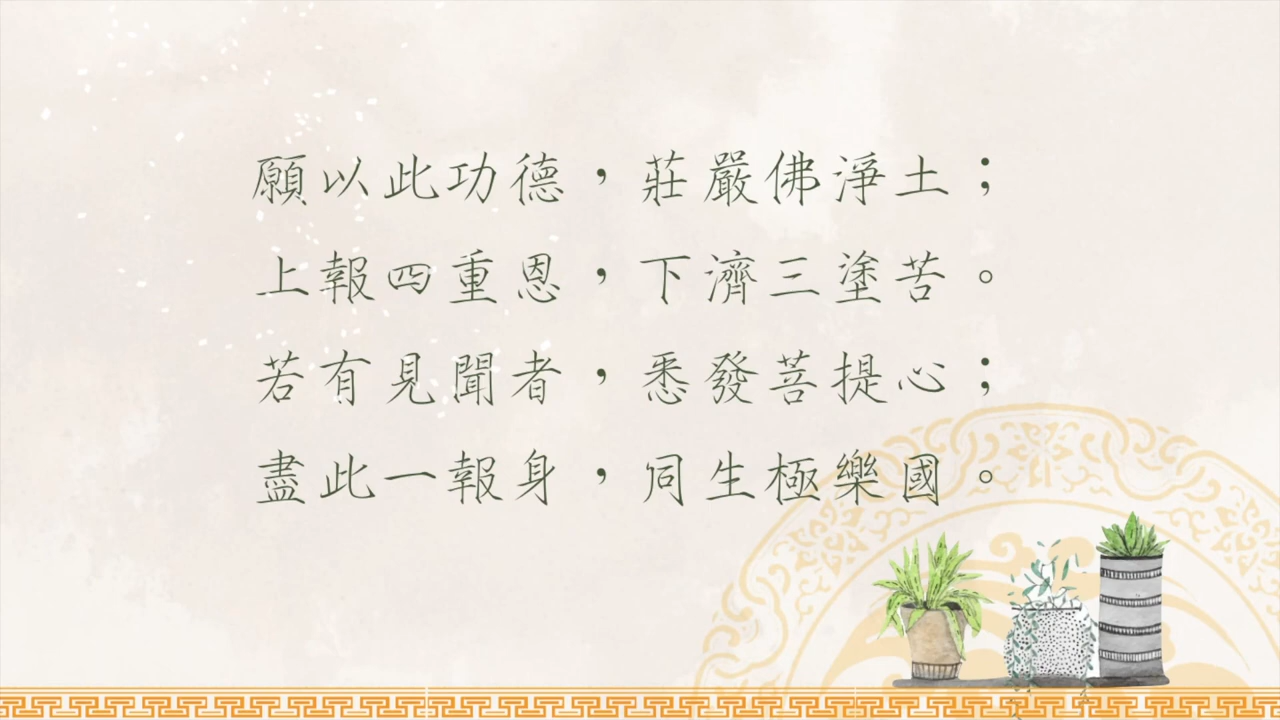 願以此功德，莊嚴佛淨土；
上報四重恩，下濟三塗苦。
若有見聞者，悉發菩提心；
盡此一報身，同生極樂國。